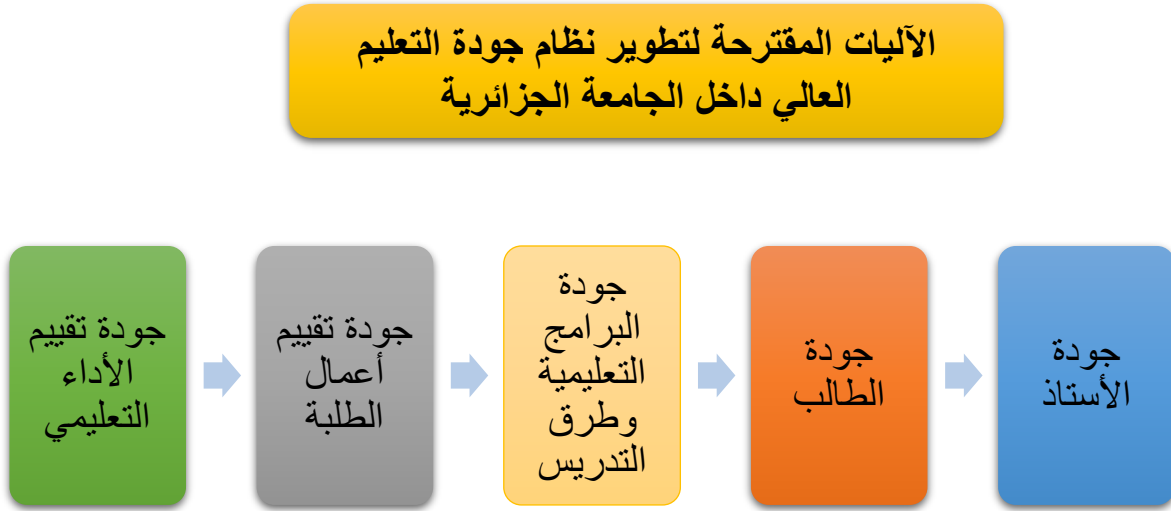 الآليات المقترحة لتطوير نظام جودة التعليم
العالي داخل الجامعة الجزائرية
جودة
الأستاذ
جودة
الطالب
جودة
البرامج
التعليمية
وطرق
التدريس
جودة تقييم
أعمال
الطلبة
جودة تقييم
الأداء
التعليمي